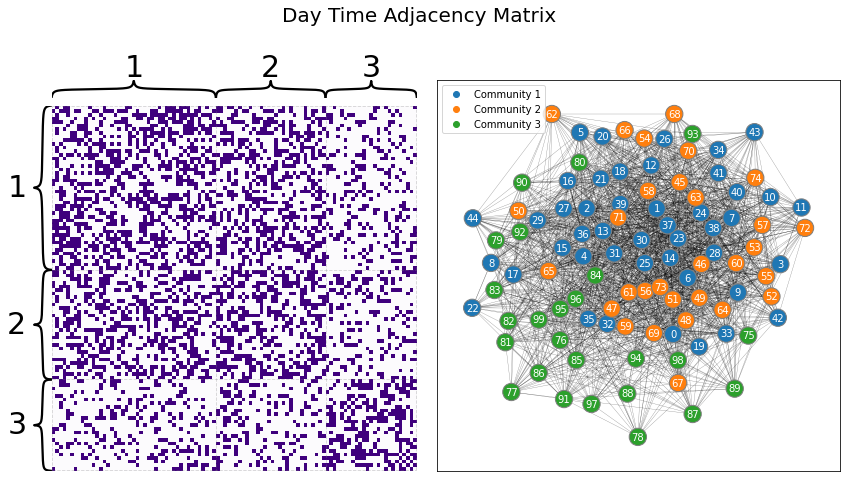 Day Time Adjacency Matrix
1 2 3
1
2
3
Community 1
Community 2
Community 3
62 68
5 20 66 54 26 93 43
70 34
80 12
90 16 21 18 45 41 74
58 40
63 10
50 27 2 39 1 24 11
44 29 71 7
92 36 13 37 38 57 72
79 23
15 30 53
4 31 28
8 25 14 46 60 3
17 65 84 6 55
83 61 56 73 9 52
96 51 49
22 95 47 64
82 99 35 32 59 48 42
81 76 69 0 33 75
19
85 94 98
86 67
77 88 89
91 97
87
78